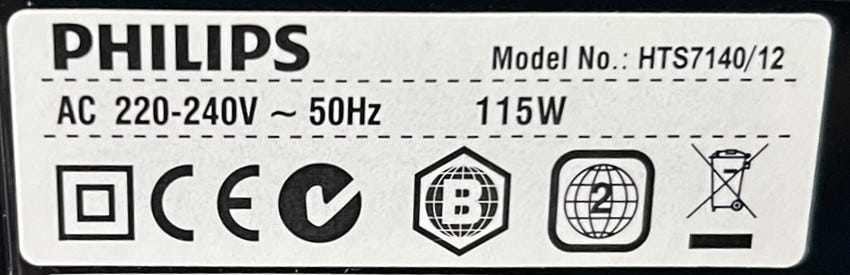 PHILIPS
Model No.: HTS7140/12
AC 220-240V ~ 50Hz 115W
CE B 2